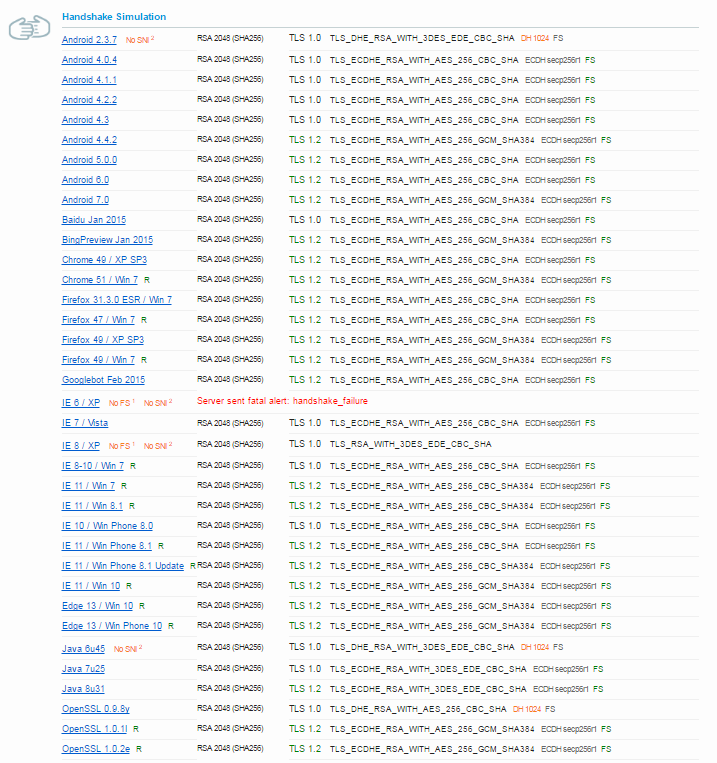 Handshake Simulation
Android 2.3.7 No SNI 2 RSA 2048 (SHA256) TLS 1.0 TLS_DHE_RSA_WITH_3DES_EDE_CBC_SHA DH 1024 FS
Android 4.0.4 RSA 2048 (SHA256) TLS 1.0 TLS_ECDHE_RSA_WITH_AES_256_CBC_SHA ECDH secp256r1 FS
Android 4.1.1 RSA 2048 (SHA256) TLS 1.0 TLS_ECDHE_RSA_WITH_AES_256_CBC_SHA ECDH secp256r1 FS
Android 4.2.2 RSA 2048 (SHA256) TLS 1.0 TLS_ECDHE_RSA_WITH_AES_256_CBC_SHA ECDH secp256r1 FS
Android 4.3 RSA 2048 (SHA256) TLS 1.0 TLS_ECDHE_RSA_WITH_AES_256_CBC_SHA ECDH secp256r1 FS
Android 4.4.2 RSA 2048 (SHA256) TLS 1.2 TLS_ECDHE_RSA_WITH_AES_256_GCM_SHA384 ECDH secp256r1 FS
Android 5.0.0 RSA 2048 (SHA256) TLS 1.2 TLS_ECDHE_RSA_WITH_AES_256_CBC_SHA ECDH secp256r1 FS
Android 6.0 RSA 2048 (SHA256) TLS 1.2 TLS_ECDHE_RSA_WITH_AES_256_CBC_SHA ECDH secp256r1 FS
Android 7.0 RSA 2048 (SHA256) TLS 1.2 TLS_ECDHE_RSA_WITH_AES_256_GCM_SHA384 ECDH secp256r1 FS
Baidu Jan 2015 RSA 2048 (SHA256) TLS 1.0 TLS_ECDHE_RSA_WITH_AES_256_CBC_SHA ECDH secp256r1 FS
BingPreview Jan 2015 RSA 2048 (SHA256) TLS 1.2 TLS_ECDHE_RSA_WITH_AES_256_GCM_SHA384 ECDH secp256r1 FS
Chrome 49 / XP SP3 RSA 2048 (SHA256) TLS 1.2 TLS_ECDHE_RSA_WITH_AES_256_CBC_SHA ECDH secp256r1 FS
Chrome 51 / Win 7 R RSA 2048 (SHA256) TLS 1.2 TLS_ECDHE_RSA_WITH_AES_256_GCM_SHA384 ECDH secp256r1 FS
Firefox 31.3.0 ESR / Win 7 RSA 2048 (SHA256) TLS 1.2 TLS_ECDHE_RSA_WITH_AES_256_CBC_SHA ECDH secp256r1 FS
Firefox 47 / Win 7 R RSA 2048 (SHA256) TLS 1.2 TLS_ECDHE_RSA_WITH_AES_256_CBC_SHA ECDH secp256r1 FS
Firefox 49 / XP SP3 RSA 2048 (SHA256) TLS 1.2 TLS_ECDHE_RSA_WITH_AES_256_GCM_SHA384 ECDH secp256r1 FS
Firefox 49 / Win 7 R RSA 2048 (SHA256) TLS 1.2 TLS_ECDHE_RSA_WITH_AES_256_GCM_SHA384 ECDH secp256r1 FS
Googlebot Feb 2015 RSA 2048 (SHA256) TLS 1.2 TLS_ECDHE_RSA_WITH_AES_256_CBC_SHA ECDH secp256r1 FS
IE 6 / XP No FS 1 No SNI 2 Server sent fatal alert: handshake_failure
IE 7 / Vista RSA 2048 (SHA256) TLS 1.0 TLS_ECDHE_RSA_WITH_AES_256_CBC_SHA ECDH secp256r1 FS
IE 8 / XP No FS 1 No SNI 2 RSA 2048 (SHA256) TLS 1.0 TLS_RSA_WITH_3DES_EDE_CBC_SHA
IE 8-10 / Win 7 R RSA 2048 (SHA256) TLS 1.0 TLS_ECDHE_RSA_WITH_AES_256_CBC_SHA ECDH secp256r1 FS
IE 11 / Win 7 R RSA 2048 (SHA256) TLS 1.2 TLS_ECDHE_RSA_WITH_AES_256_CBC_SHA384 ECDH secp256r1 FS
IE 11 / Win 8.1 R RSA 2048 (SHA256) TLS 1.2 TLS_ECDHE_RSA_WITH_AES_256_CBC_SHA384 ECDH secp256r1 FS
IE 10 / Win Phone 8.0 RSA 2048 (SHA256) TLS 1.0 TLS_ECDHE_RSA_WITH_AES_256_CBC_SHA ECDH secp256r1 FS
IE 11 / Win Phone 8.1 R RSA 2048 (SHA256) TLS 1.2 TLS_ECDHE_RSA_WITH_AES_256_CBC_SHA ECDH secp256r1 FS
IE 11 / Win Phone 8.1 Update R RSA 2048 (SHA256) TLS 1.2 TLS_ECDHE_RSA_WITH_AES_256_CBC_SHA384 ECDH secp256r1 FS
IE 11 / Win 10 R RSA 2048 (SHA256) TLS 1.2 TLS_ECDHE_RSA_WITH_AES_256_GCM_SHA384 ECDH secp256r1 FS
Edge 13 / Win 10 R RSA 2048 (SHA256) TLS 1.2 TLS_ECDHE_RSA_WITH_AES_256_GCM_SHA384 ECDH secp256r1 FS
Edge 13 / Win Phone 10 R RSA 2048 (SHA256) TLS 1.2 TLS_ECDHE_RSA_WITH_AES_256_GCM_SHA384 ECDH secp256r1 FS
Java 6u45 No SNI 2 RSA 2048 (SHA256) TLS 1.0 TLS_DHE_RSA_WITH_3DES_EDE_CBC_SHA DH 1024 FS
Java 7u25 RSA 2048 (SHA256) TLS 1.0 TLS_ECDHE_RSA_WITH_3DES_EDE_CBC_SHA ECDH secp256r1 FS
Java 8u31 RSA 2048 (SHA256) TLS 1.2 TLS_ECDHE_RSA_WITH_3DES_EDE_CBC_SHA ECDH secp256r1 FS
OpenSSL 0.9.8y RSA 2048 (SHA256) TLS 1.0 TLS_DHE_RSA_WITH_AES_256_CBC_SHA DH 1024 FS
OpenSSL 1.0.1l R RSA 2048 (SHA256) TLS 1.2 TLS_ECDHE_RSA_WITH_AES_256_GCM_SHA384 ECDH secp256r1 FS
OpenSSL 1.0.2e R RSA 2048 (SHA256) TLS 1.2 TLS_ECDHE_RSA_WITH_AES_256_GCM_SHA384 ECDH secp256r1 FS